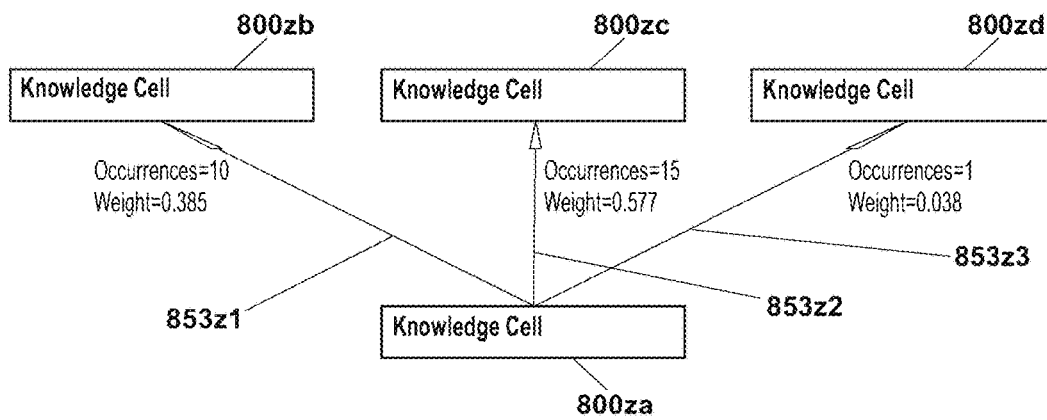 800zb
800zc
800zd
Knowledge Cell
Knowledge Cell
Knowledge Cell
Occurrences=10
Weight=0.385
Occurrences=15
Weight=0.577
Occurrences=1
Weight=0.038
853z3
853z2
853z1
Knowledge Cell
800za